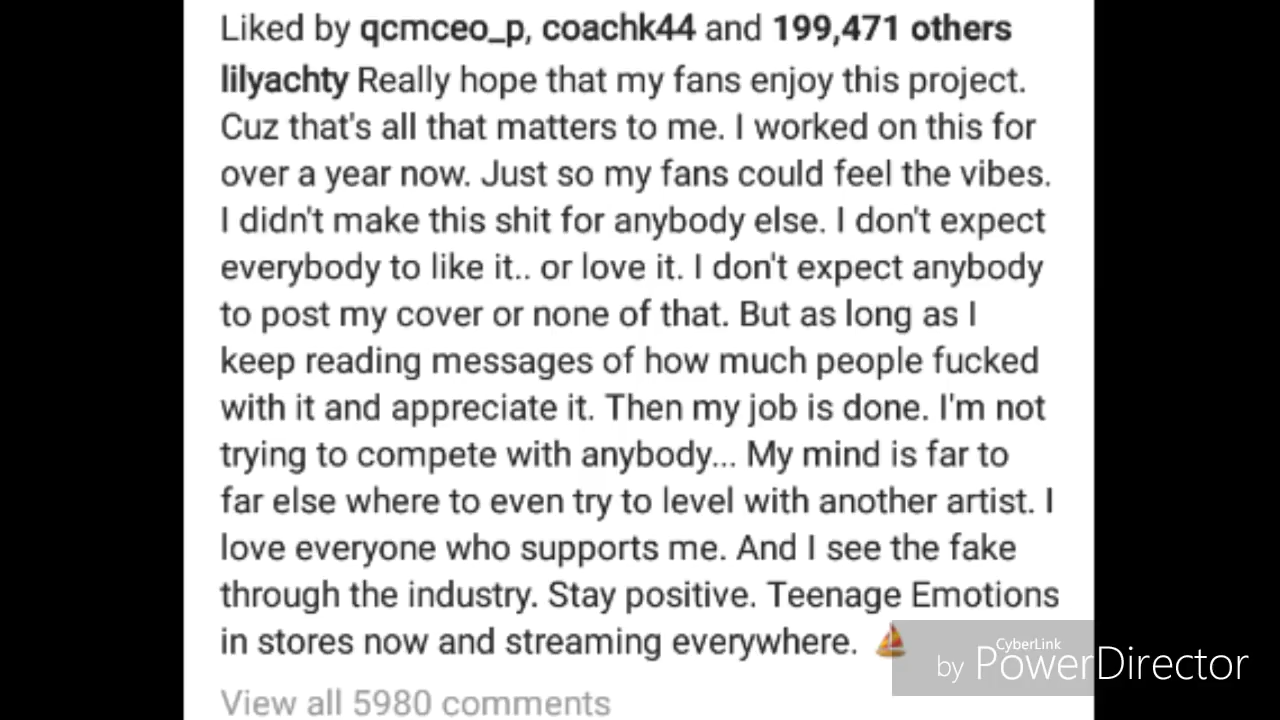 Liked by qcmceo_p, coachk44 and 199,471 others
lilyachty Really hope that my fans enjoy this project.
Cuz that's all that matters to me. I worked on this for
over a year now. Just so my fans could feel the vibes.
I didn't make this shit for anybody else. I don't expect
everybody to like it.. or love it. I don't expect anybody
to post my cover or none of that. But as long as I
keep reading messages of how much people fucked
with it and appreciate it. Then my job is done. I'm not
trying to compete with anybody... My mind is far to
far else where to even try to level with another artist. I
love everyone who supports me. And I see the fake
through the industry. Stay positive. Teenage Emotions
in stores now and streaming everywhere. ⛵
CyberLink
by PowerDirector
View all 5980 comments